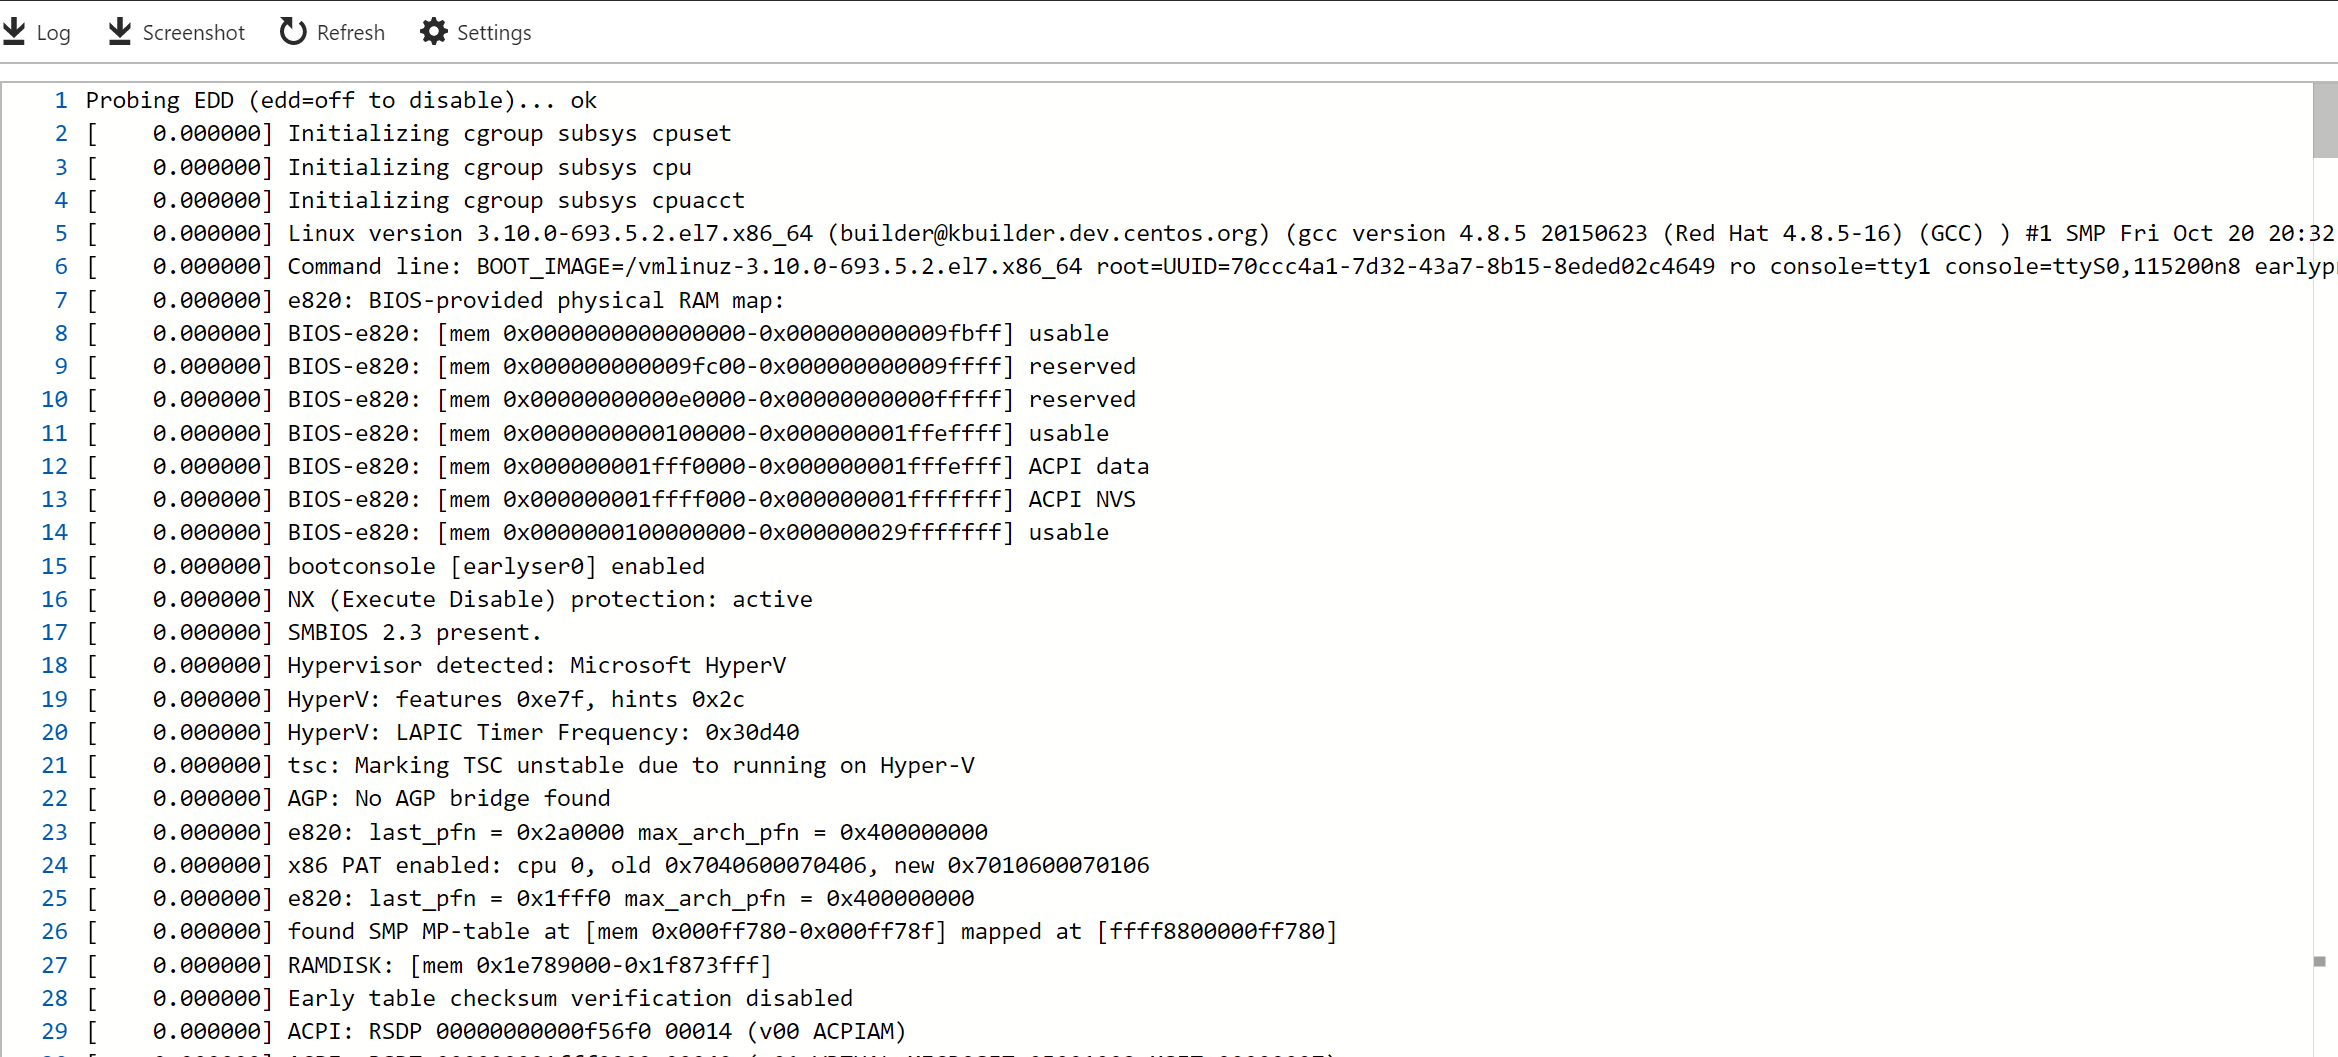 Log Screenshot Refresh Settings
1 Probing EDD (edd=off to disable)... ok
2 [    0.000000] Initializing cgroup subsys cpuset
3 [    0.000000] Initializing cgroup subsys cpu
4 [    0.000000] Initializing cgroup subsys cpuacct
5 [    0.000000] Linux version 3.10.0-693.5.2.el7.x86_64 (builder@kbuilder.dev.centos.org) (gcc version 4.8.5 20150623 (Red Hat 4.8.5-16) (GCC) ) #1 SMP Fri Oct 20 20:32
6 [    0.000000] Command line: BOOT_IMAGE=/vmlinuz-3.10.0-693.5.2.el7.x86_64 root=UUID=70ccc4a1-7d32-43a7-8b15-8eded02c4649 ro console=tty1 console=ttyS0,115200n8 earlyp
7 [    0.000000] e820: BIOS-provided physical RAM map:
8 [    0.000000] BIOS-e820: [mem 0x0000000000000000-0x000000000009fbff] usable
9 [    0.000000] BIOS-e820: [mem 0x000000000009fc00-0x000000000009ffff] reserved
10 [    0.000000] BIOS-e820: [mem 0x00000000000e0000-0x00000000000fffff] reserved
11 [    0.000000] BIOS-e820: [mem 0x0000000000100000-0x000000001ffeffff] usable
12 [    0.000000] BIOS-e820: [mem 0x000000001fff0000-0x000000001fffefff] ACPI data
13 [    0.000000] BIOS-e820: [mem 0x000000001ffff000-0x000000001fffffff] ACPI NVS
14 [    0.000000] BIOS-e820: [mem 0x0000000100000000-0x000000029fffffff] usable
15 [    0.000000] bootconsole [earlyser0] enabled
16 [    0.000000] NX (Execute Disable) protection: active
17 [    0.000000] SMBIOS 2.3 present.
18 [    0.000000] Hypervisor detected: Microsoft HyperV
19 [    0.000000] HyperV: features 0xe7f, hints 0x2c
20 [    0.000000] HyperV: LAPIC Timer Frequency: 0x30d40
21 [    0.000000] tsc: Marking TSC unstable due to running on Hyper-V
22 [    0.000000] AGP: No AGP bridge found
23 [    0.000000] e820: last_pfn = 0x2a0000 max_arch_pfn = 0x400000000
24 [    0.000000] x86 PAT enabled: cpu 0, old 0x7040600070406, new 0x7010600070106
25 [    0.000000] e820: last_pfn = 0x1fff0 max_arch_pfn = 0x400000000
26 [    0.000000] found SMP MP-table at [mem 0x000ff780-0x000ff78f] mapped at [ffff8800000ff780]
27 [    0.000000] RAMDISK: [mem 0x1e789000-0x1f873fff]
28 [    0.000000] Early table checksum verification disabled
29 [    0.000000] ACPI: RSDP 00000000000f56f0 00014 (v00 ACPIAM)